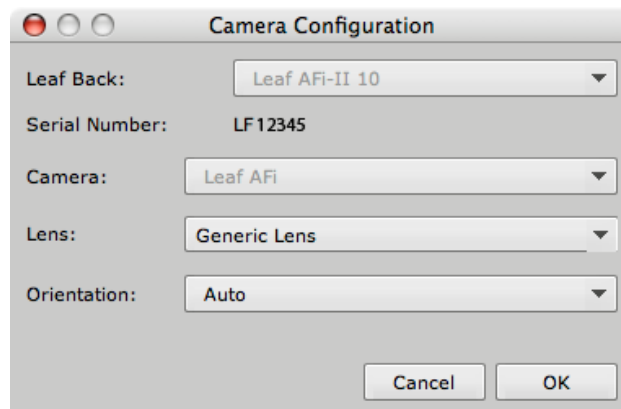 Camera Configuration
Leaf Back: Leaf AFi-II 10
Serial Number: LF12345
Camera: Leaf AFi
Lens: Generic Lens
Orientation: Auto
Cancel OK